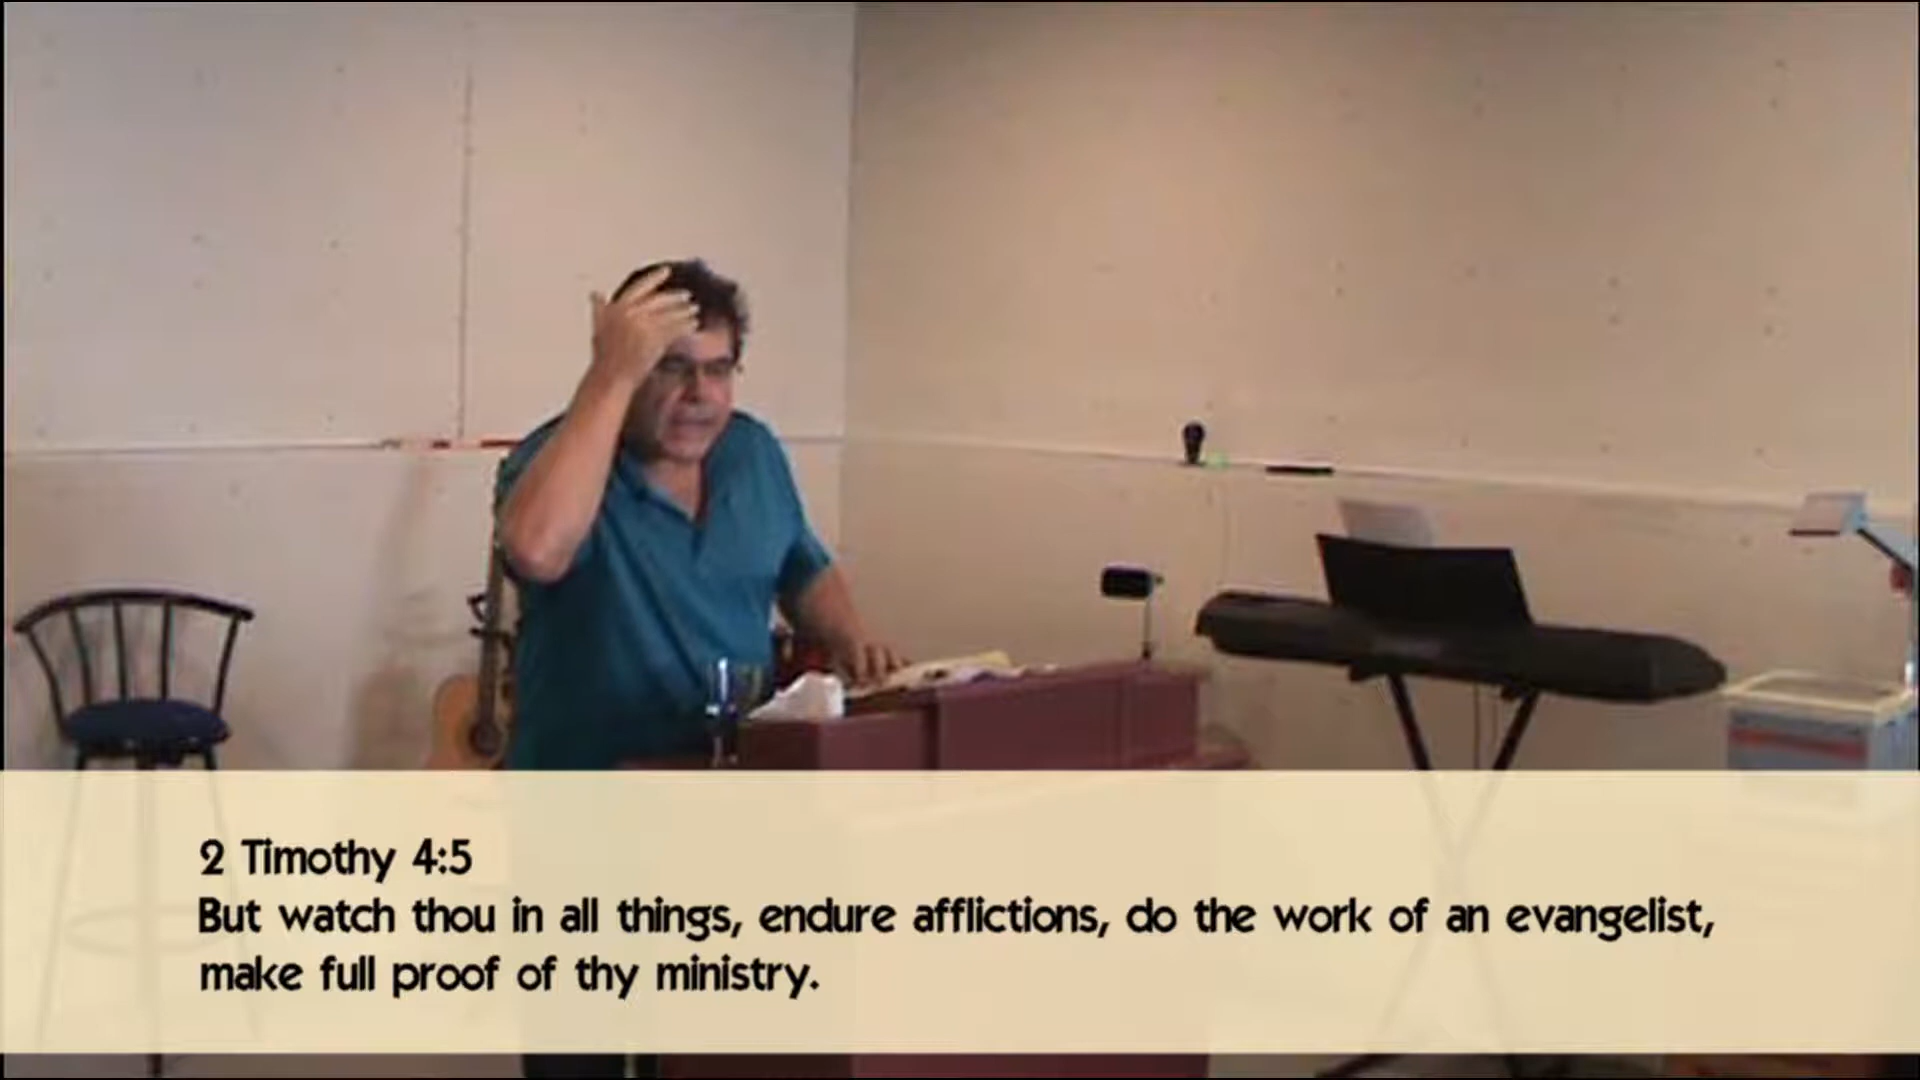 2 Timothy 4:5
But watch thou in all things, endure afflictions, do the work of an evangelist,
make full proof of thy ministry.